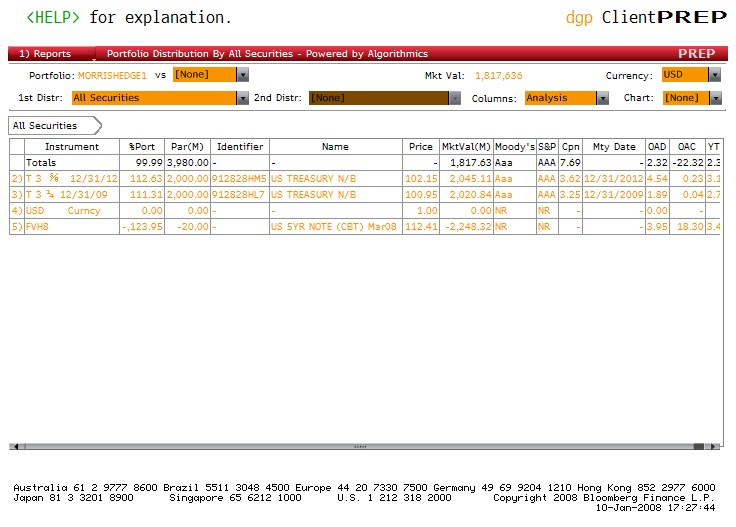 <HELP> for explanation. dgp ClientPREP
1) Reports Portfolio Distribution By All Securities - Powered by Algorithmics PREP
Portfolio: MORRISHEDGE1 vs [None] Mkt Val: 1,817,636 Currency: USD
1st Distr: All Securities 2nd Distr: [None] Columns: Analysis Chart: [None]
All Securities
Instrument %Port Par(M) Identifier Name Price MktVal(M) Moody's S&P Cpn Mty Date OAD OAC YT
Totals 99.99 3,980.00 - - - 1,817.63 Aaa AAA 7.69 - 2.32 -22.32 2.3
2) T 3 ⅝ 12/31/12 112.63 2,000.00 912828HM5 US TREASURY N/B 102.15 2,045.11 Aaa AAA 3.62 12/31/2012 4.54 0.23 3.1
3) T 3 ¼ 12/31/09 111.31 2,000.00 912828HL7 US TREASURY N/B 100.95 2,020.84 Aaa AAA 3.25 12/31/2009 1.89 0.04 2.7
4) USD Curncy 0.00 0.00 - - 1.00 0.00 NR NR - - 0.00 -
5) FVH8 -,123.95 -20.00 - US 5YR NOTE (CBT) Mar08 112.41 -2,248.32 NR NR - - 3.95 18.30 3.4
Australia 61 2 9777 8600 Brazil 5511 3048 4500 Europe 44 20 7330 7500 Germany 49 69 9204 1210 Hong Kong 852 2977 6000
Japan 81 3 3201 8900 Singapore 65 6212 1000 U.S. 1 212 318 2000 Copyright 2008 Bloomberg Finance L.P.
10-Jan-2008 17:27:44